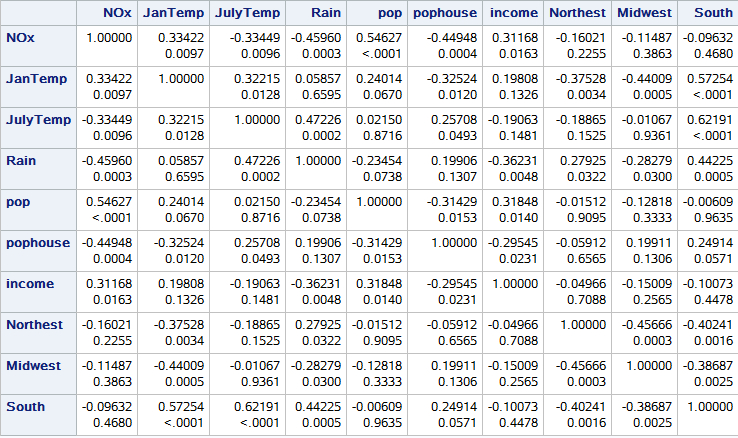 NOx JanTemp JulyTemp Rain pop pophouse income Northest Midwest South
NOx 1.00000 0.33422 -0.33449 -0.45960 0.54627 -0.44948 0.31168 -0.16021 -0.11487 -0.09632
0.0097 0.0096 0.0003 <.0001 0.0004 0.0163 0.2255 0.3863 0.4680
JanTemp 0.33422 1.00000 0.32215 0.05857 0.24014 -0.32524 0.19808 -0.37528 -0.44009 0.57254
0.0097 0.0128 0.6595 0.0670 0.0120 0.1326 0.0034 0.0005 <.0001
JulyTemp -0.33449 0.32215 1.00000 0.47226 0.02150 0.25708 -0.19063 -0.18865 -0.01067 0.62191
0.0096 0.0128 0.0002 0.8716 0.0493 0.1481 0.1525 0.9361 <.0001
Rain -0.45960 0.05857 0.47226 1.00000 -0.23454 0.19906 -0.36231 0.27925 -0.28279 0.44225
0.0003 0.6595 0.0002 0.0738 0.1307 0.0048 0.0322 0.0300 0.0005
pop 0.54627 0.24014 0.02150 -0.23454 1.00000 -0.31429 0.31848 -0.01512 -0.12818 -0.00609
<.0001 0.0670 0.8716 0.0738 0.0153 0.0140 0.9095 0.3333 0.9635
pophouse -0.44948 -0.32524 0.25708 0.19906 -0.31429 1.00000 -0.29545 -0.05912 0.19911 0.24914
0.0004 0.0120 0.0493 0.1307 0.0153 0.0231 0.6565 0.1306 0.0571
income 0.31168 0.19808 -0.19063 -0.36231 0.31848 -0.29545 1.00000 -0.04966 -0.15009 -0.10073
0.0163 0.1326 0.1481 0.0048 0.0140 0.0231 0.7088 0.2565 0.4478
Northest -0.16021 -0.37528 -0.18865 0.27925 -0.01512 -0.05912 -0.04966 1.00000 -0.45666 -0.40241
0.2255 0.0034 0.1525 0.0322 0.9095 0.6565 0.7088 0.0003 0.0016
Midwest -0.11487 -0.44009 -0.01067 -0.28279 -0.12818 0.19911 -0.15009 -0.45666 1.00000 -0.38687
0.3863 0.0005 0.9361 0.0300 0.3333 0.1306 0.2565 0.0003 0.0025
South -0.09632 0.57254 0.62191 0.44225 -0.00609 0.24914 -0.10073 -0.40241 -0.38687 1.00000
0.4680 <.0001 <.0001 0.0005 0.9635 0.0571 0.4478 0.0016 0.0025